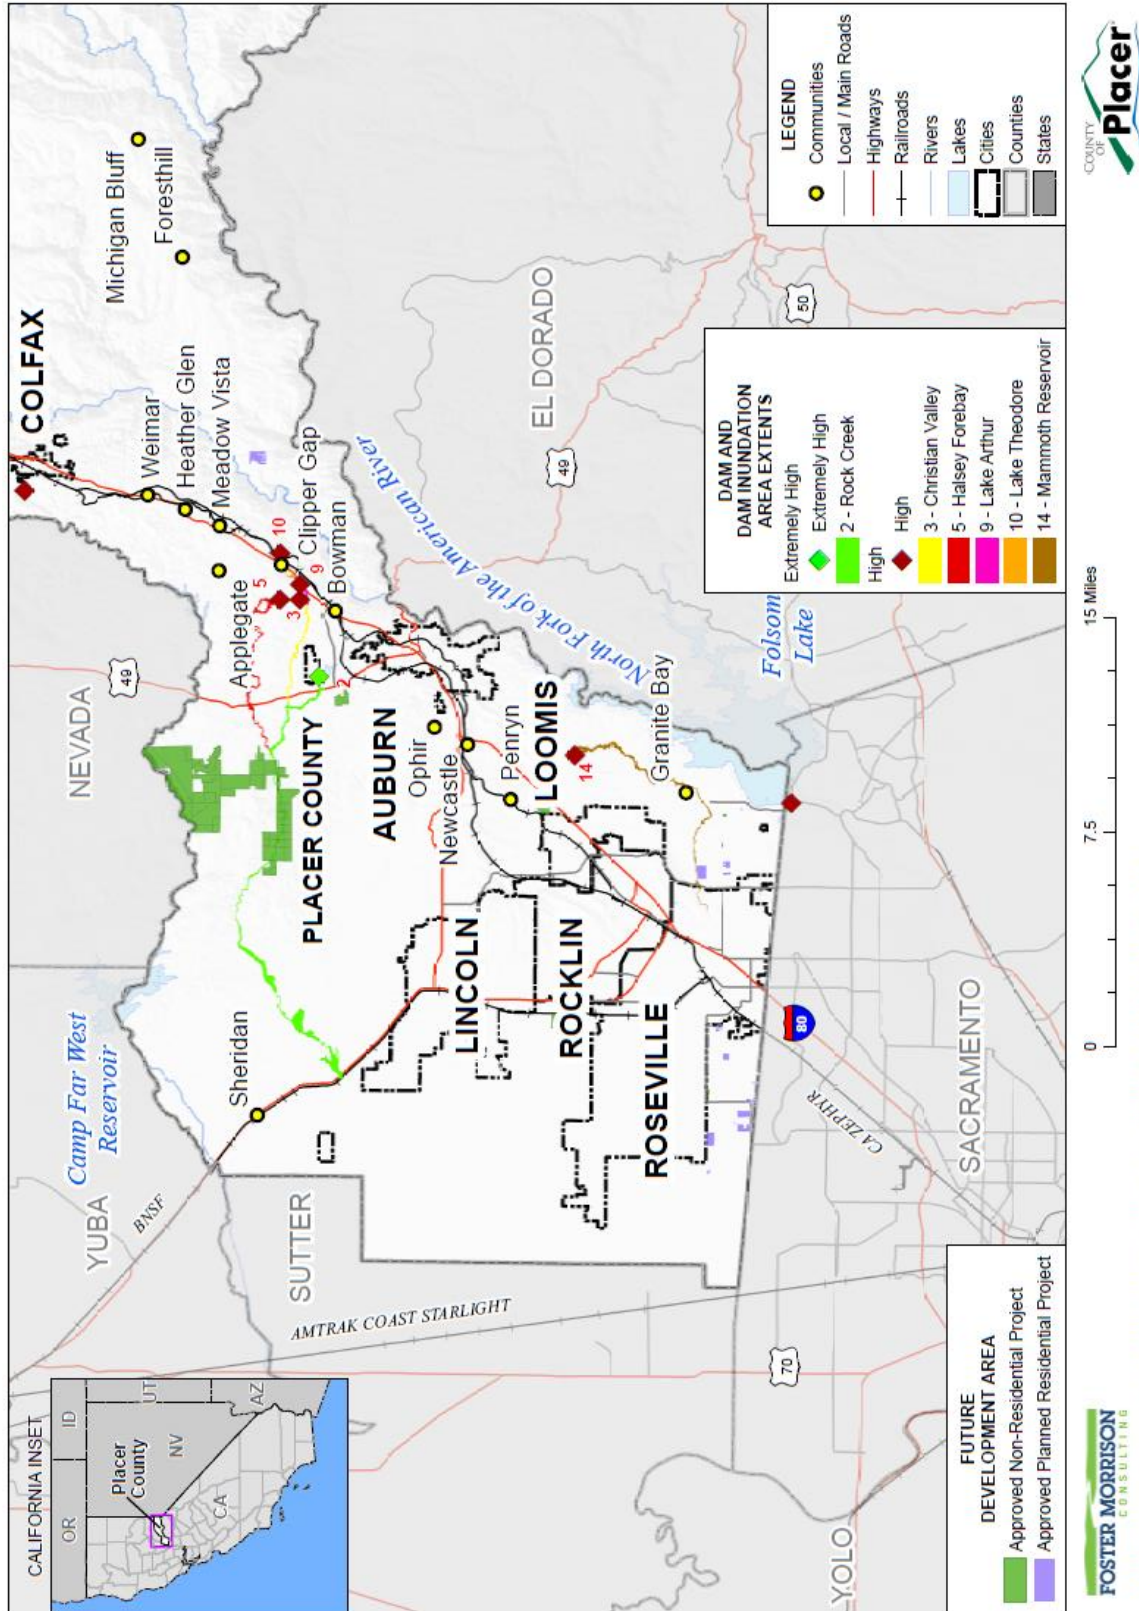 CALIFORNIA INSET
OR
ID
UT
NV
AZ
CA
Placer
County
YUBA
Camp Far West
Reservoir
NEVADA
49
COLFAX
Michigan Bluff
Foresthill
Weimar
Heather Glen
Meadow Vista
Applegate
5
10
Clipper Gap
3
9
Bowman
BNSF
Sheridan
SUTTER
PLACER COUNTY
2
AUBURN
Ophir
Newcastle
Penryn
LINCOLN
LOOMIS
14
ROCKLIN
ROSEVILLE
Granite Bay
North Fork of the American River
EL DORADO
49
50
Folsom
Lake
AMTRAK COAST STARLIGHT
70
80
CA ZEPHYR
SACRAMENTO
YOLO
FUTURE
DEVELOPMENT AREA
Approved Non-Residential Project
Approved Planned Residential Project
DAM AND
DAM INUNDATION
AREA EXTENTS
Extremely High
Extremely High
2 - Rock Creek
High
High
3 - Christian Valley
5 - Halsey Forebay
9 - Lake Arthur
10 - Lake Theodore
14 - Mammoth Reservoir
LEGEND
Communities
Local / Main Roads
Highways
Railroads
Rivers
Lakes
Cities
Counties
States
0
7.5
15 Miles
FOSTER MORRISON
CONSULTING
COUNTY
OF
Placer